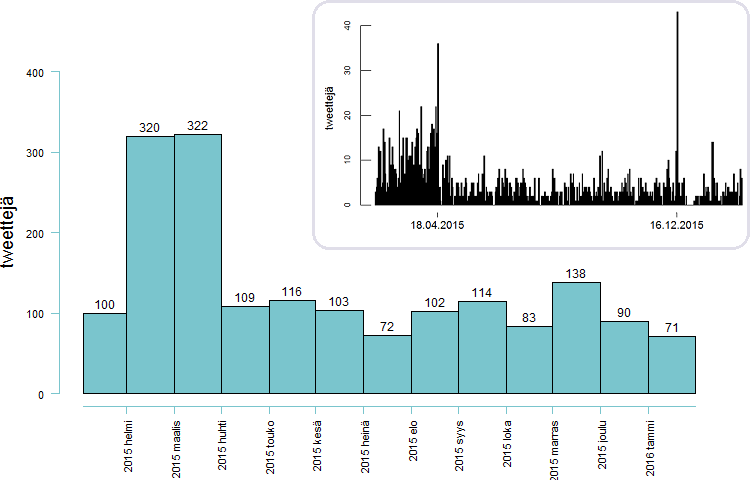 tweettejä
400
300
200
100
0
100
320
322
109
116
103
72
102
114
83
138
90
71
2015 helmi
2015 maalis
2015 huhti
2015 touko
2015 kesä
2015 heinä
2015 elo
2015 syys
2015 loka
2015 marras
2015 joulu
2016 tammi
tweettejä
40
30
20
10
0
18.04.2015
16.12.2015